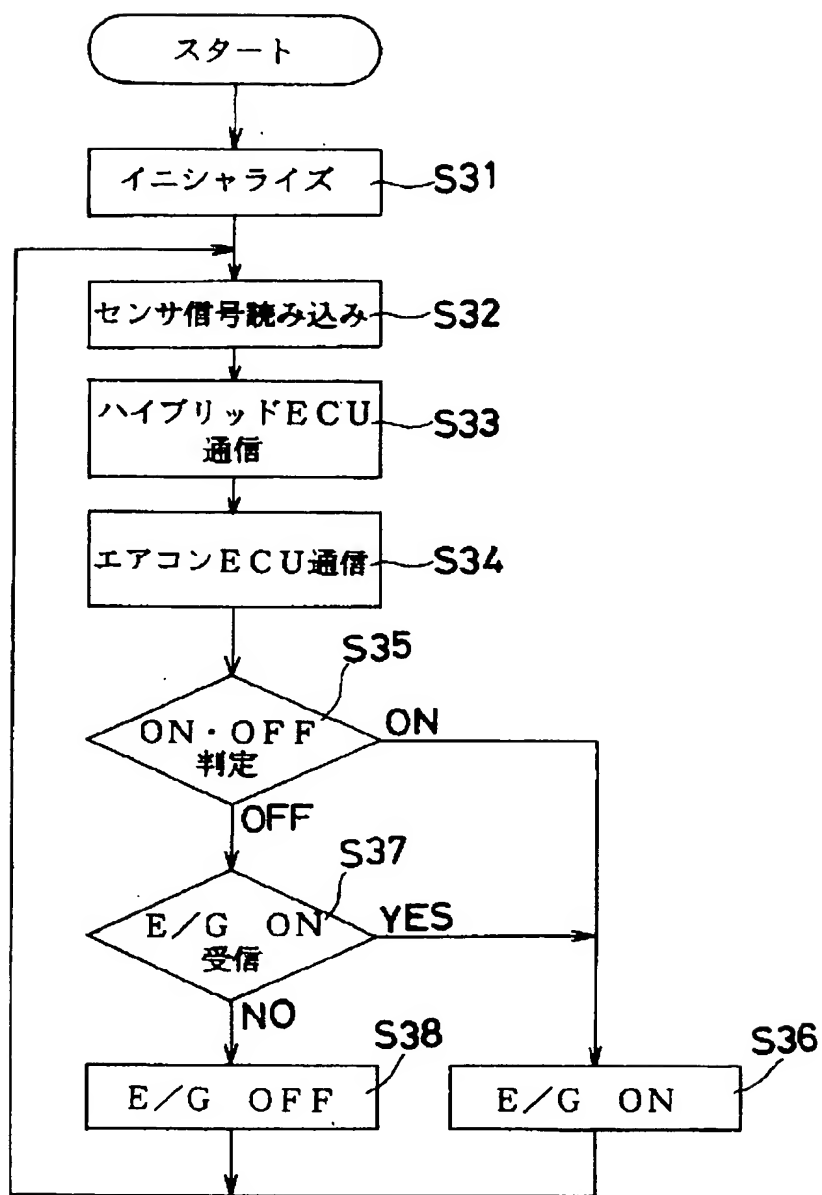 スタート
イニシャライズ
S31
センサ信号読み込み
S32
ハイブリッドECU
通信
S33
エアコンECU通信
S34
S35
ON・OFF
判定
ON
OFF
S37
E/G ON
受信
YES
NO
S38
E/G OFF
S36
E/G ON